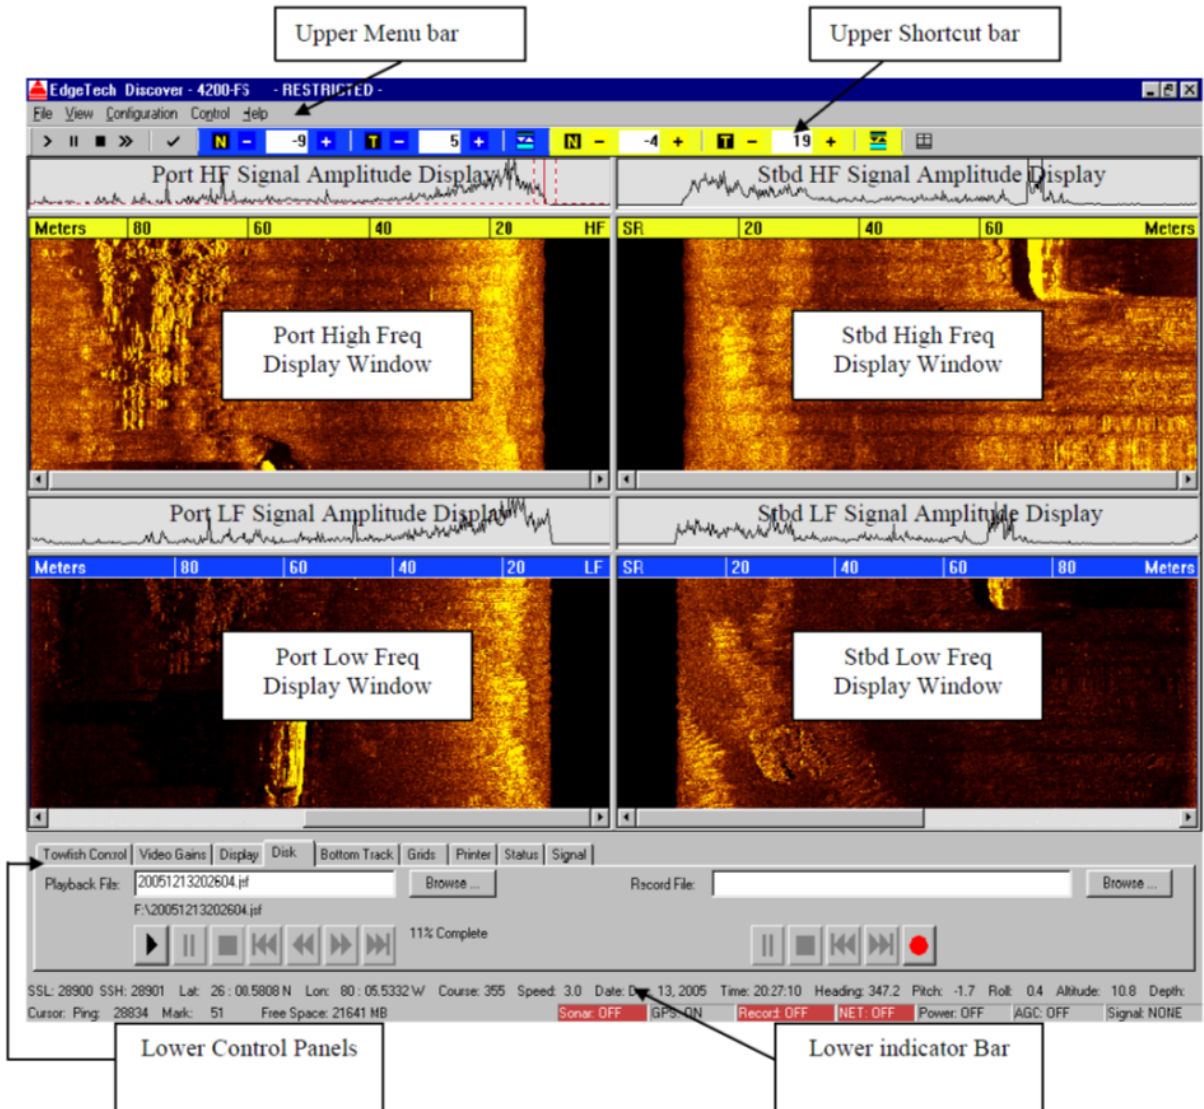 Upper Menu bar
Upper Shortcut bar
EdgeTech Discover - 4200-FS - RESTRICTED -
File View Configuration Control Help
N - -9 + T - 5 + N - -4 + T - 19 +
Port HF Signal Amplitude Display
Stbd HF Signal Amplitude Display
Meters 80 60 40 20 HF
SR 20 40 60 Meters
Port High Freq
Display Window
Stbd High Freq
Display Window
Port LF Signal Amplitude Display
Stbd LF Signal Amplitude Display
Meters 80 60 40 20 LF
SR 20 40 60 80 Meters
Port Low Freq
Display Window
Stbd Low Freq
Display Window
Towfish Control Video Gains Display Disk Bottom Track Grids Printer Status Signal
Playback File: 20051213202604.jsf Browse ... Record File: Browse ...
F:\20051213202604.jsf
11% Complete
SSL: 28900 SSH: 28901 Lat: 26 : 00.5808 N Lon: 80 : 05.5332 W Course: 355 Speed: 3.0 Date: 13, 2005 Time: 20:27:10 Heading: 347.2 Pitch: -1.7 Roll: 0.4 Altitude: 10.8 Depth:
Cursor: Ping: 28834 Mark: 51 Free Space: 21641 MB Sonar: OFF GPS: ON Record: OFF NET: OFF Power: OFF AGC: OFF Signal: NONE
Lower Control Panels
Lower indicator Bar